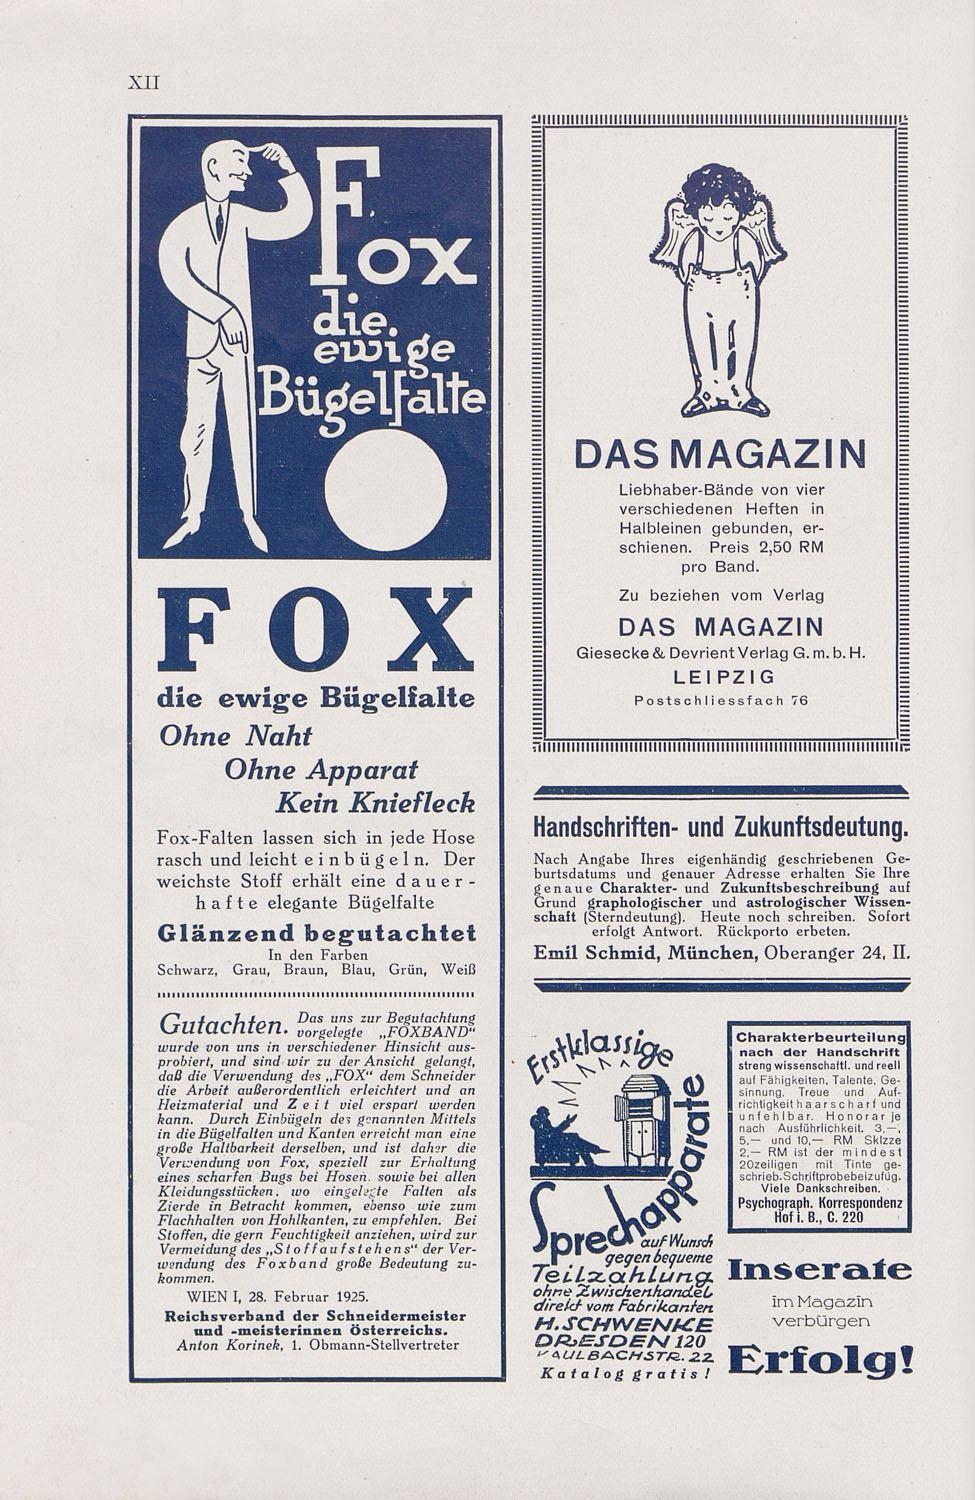 XII
Fox
die
ewige
Bügelfalte
FOX
die ewige Bügelfalte
Ohne Naht
Ohne Apparat
Kein Kniefleck
Fox-Falten lassen sich in jede Hose
rasch und leicht einbügeln. Der
weichste Stoff erhält eine dauer-
hafte elegante Bügelfalte
Glänzend begutachtet
In den Farben
Schwarz, Grau, Braun, Blau, Grün, Weiß
Gutachten. Das uns zur Begutachtung
vorgelegte „FOXBAND“
wurde von uns in verschiedener Hinsicht aus-
probiert, und sind wir zu der Ansicht gelangt,
daß die Verwendung des „FOX“ dem Schneider
die Arbeit außerordentlich erleichtert und an
Heizmaterial und Zeit viel erspart werden
kann. Durch Einbügeln des genannten Mittels
in die Bügelfalten und Kanten erreicht man eine
große Haltbarkeit derselben, und ist daher die
Verwendung von Fox, speziell zur Erhaltung
eines scharfen Bugs bei Hosen sowie bei allen
Kleidungsstücken, wo eingelegte Falten als
Zierde in Betracht kommen, ebenso wie zum
Flachhalten von Hohlkanten, zu empfehlen. Bei
Stoffen, die gern Feuchtigkeit anziehen, wird zur
Vermeidung des „Stoffaufstehens“ der Ver-
wendung des Foxband große Bedeutung zu-
kommen.
WIEN I, 28. Februar 1925.
Reichsverband der Schneidermeister
und -meisterinnen Österreichs.
Anton Korinek, 1. Obmann-Stellvertreter
DAS MAGAZIN
Liebhaber-Bände von vier
verschiedenen Heften in
Halbleinen gebunden, er-
schienen. Preis 2,50 RM
pro Band.
Zu beziehen vom Verlag
DAS MAGAZIN
Giesecke & Devrient Verlag G. m. b. H.
LEIPZIG
Postschliessfach 76
Handschriften- und Zukunftsdeutung.
Nach Angabe Ihres eigenhändig geschriebenen Ge-
burtsdatums und genauer Adresse erhalten Sie Ihre
genaue Charakter- und Zukunftsbeschreibung auf
Grund graphologischer und astrologischer Wissen-
schaft (Sterndeutung). Heute noch schreiben. Sofort
erfolgt Antwort. Rückporto erbeten.
Emil Schmid, München, Oberanger 24, II.
Erstklassige
Sprechapparate
auf Wunsch
gegen bequeme
Teilzahlung
ohne Zwischenhandel
direkt vom Fabrikanten
H. SCHWENKE
DRESDEN 120
KAULBACHSTR. 22
Katalog gratis!
Charakterbeurteilung
nach der Handschrift
streng wissenschaftl. und reell
auf Fähigkeiten, Talente, Ge-
sinnung, Treue und Auf-
richtigkeit haarscharf und
unfehlbar. Honorar je
nach Ausführlichkeit. 3,—,
5,— und 10,— RM Skizze
2,— RM ist der mindest
20zeiligen mit Tinte ge-
schrieb. Schriftprobe beizufüg.
Viele Dankschreiben.
Psychograph. Korrespondenz
Hof i. B., C. 220
Inserate
im Magazin
verbürgen
Erfolg!